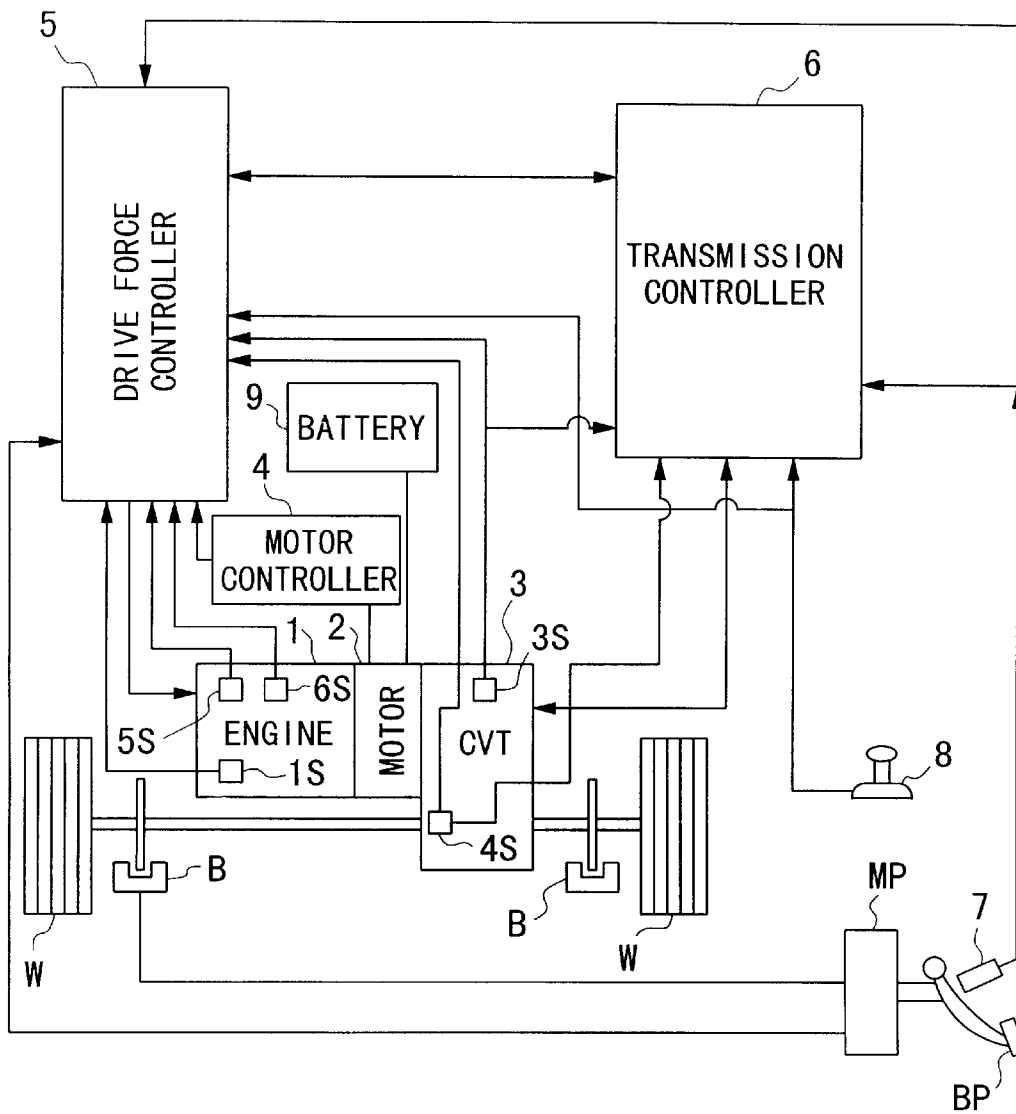 5
6
DRIVE FORCE
CONTROLLER
TRANSMISSION
CONTROLLER
9
BATTERY
4
MOTOR
CONTROLLER
1
2
3
3S
6S
5S
ENGINE
MOTOR
CVT
1S
8
4S
B
B
MP
7
W
W
BP